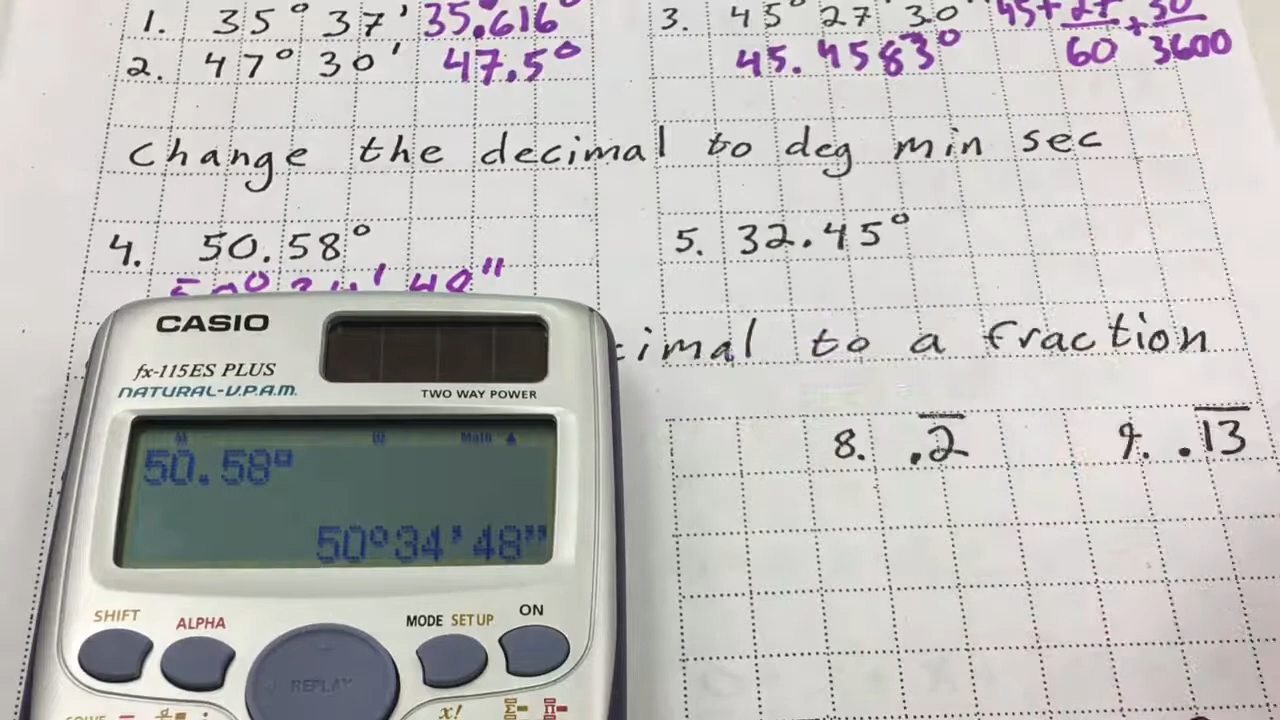 1. 35° 37' 35.616°
2. 47° 30' 47.5°
3. 45° 27' 30" 45+ 27/60 + 30/3600
45.4583°
Change the decimal to deg min sec
4. 50.58°
5. 32.45°
imal to a fraction
8. .2̅
9. .1̅3̅
CASIO
fx-115ES PLUS
NATURAL-V.P.A.M.
TWO WAY POWER
Math ▲
50.58°
50°34'48"
SHIFT
ALPHA
MODE SETUP
ON
REPLAY
x!